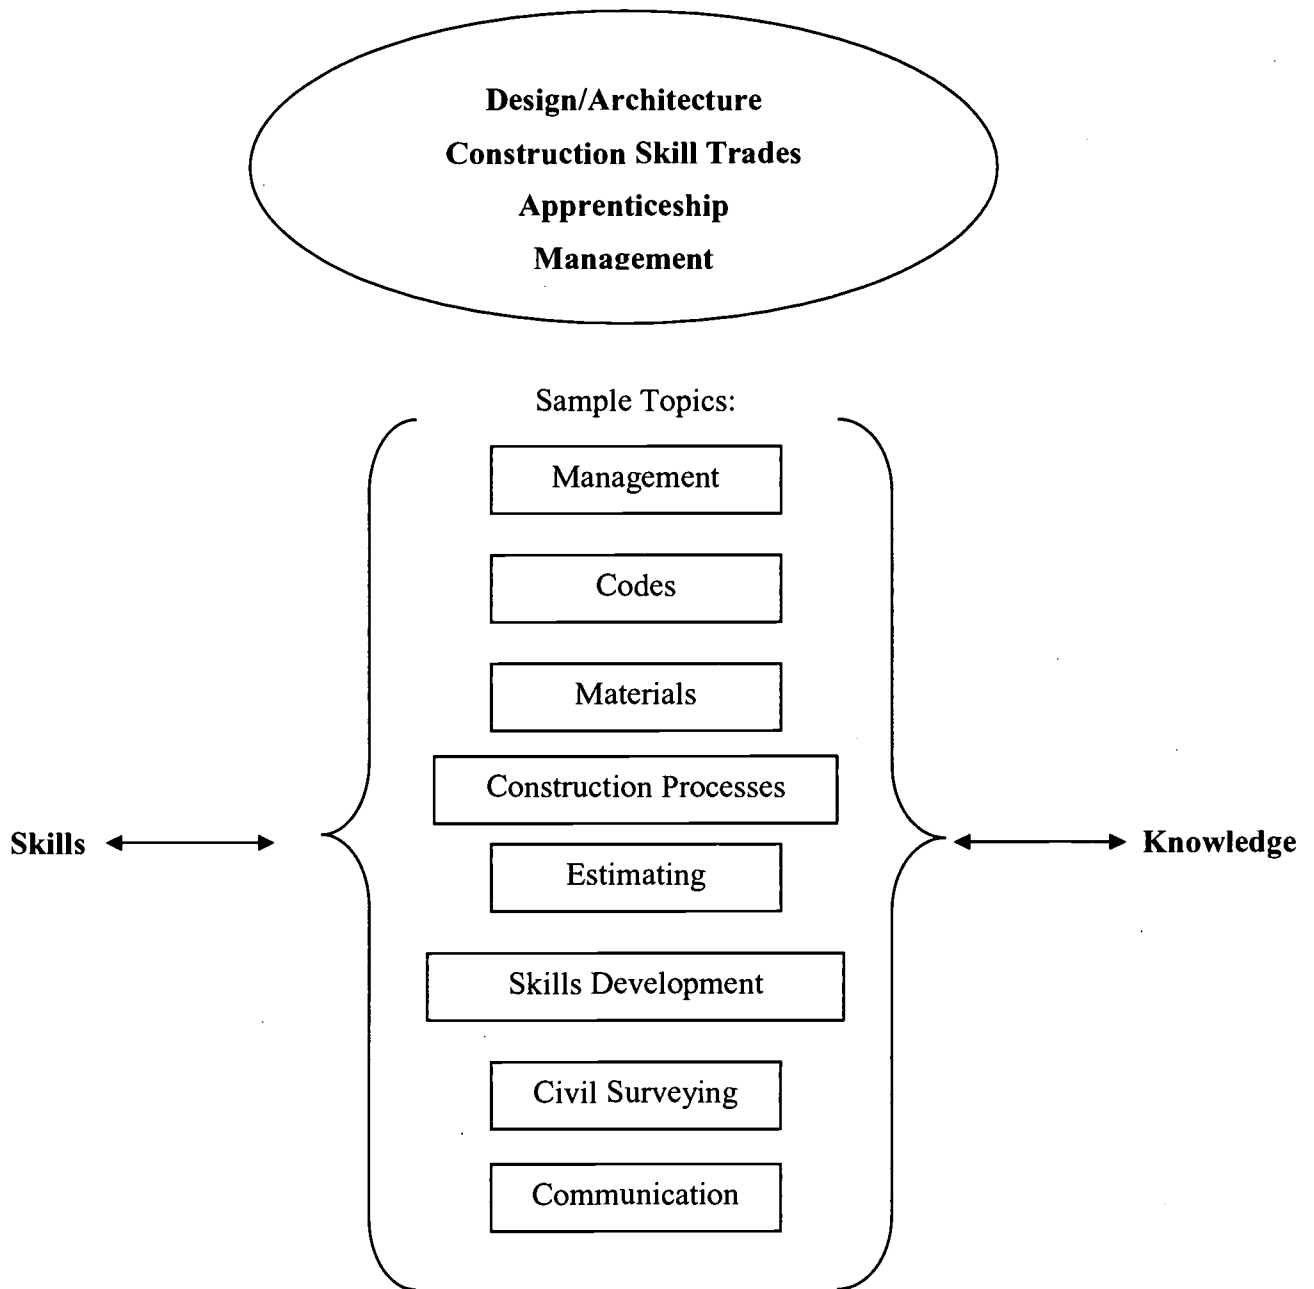 Design/Architecture
Construction Skill Trades
Apprenticeship
Management
Sample Topics:
Management
Codes
Materials
Construction Processes
Skills
Knowledge
Estimating
Skills Development
Civil Surveying
Communication